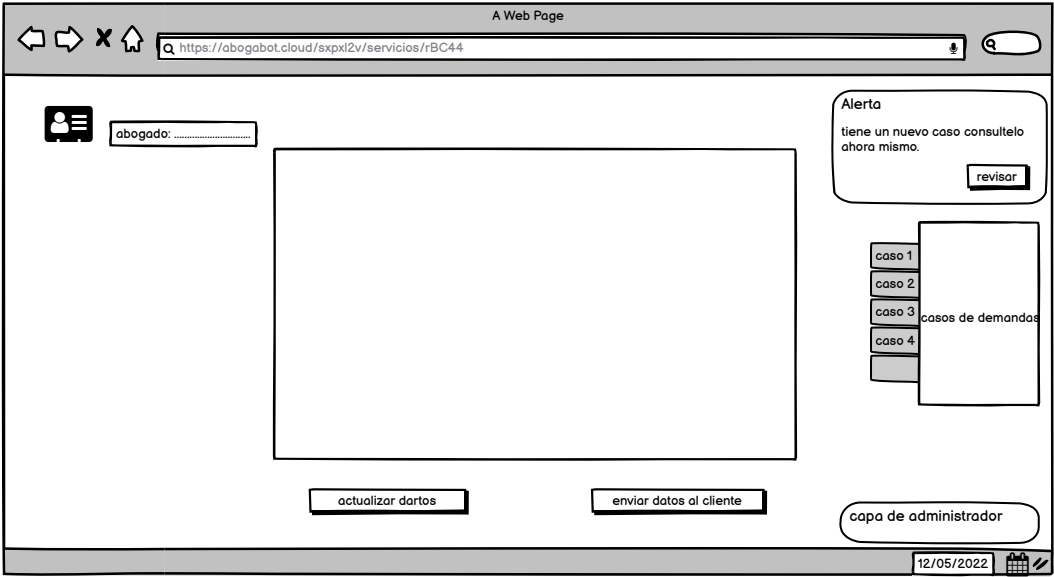 A Web Page
https://abogabot.cloud/sxpxl2v/servicios/rBC44
abogado: ..............................
Alerta
tiene un nuevo caso consultelo
ahora mismo.
revisar
caso 1
caso 2
caso 3
caso 4
casos de demandas
actualizar dartos
enviar datos al cliente
capa de administrador
12/05/2022